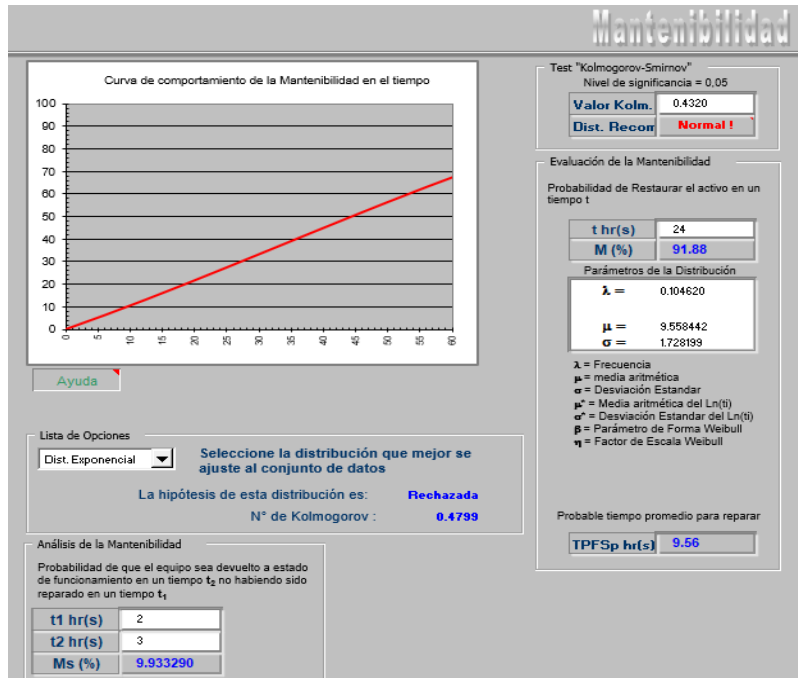 Mantenibilidad
Curva de comportamiento de la Mantenibilidad en el tiempo
100
90
80
70
60
50
40
30
20
10
0
0 5 10 15 20 25 30 35 40 45 50 55 60
Ayuda
Lista de Opciones
Dist. Exponencial
Seleccione la distribución que mejor se
ajuste al conjunto de datos
La hipótesis de esta distribución es: Rechazada
N° de Kolmogorov : 0.4799
Análisis de la Mantenibilidad
Probabilidad de que el equipo sea devuelto a estado
de funcionamiento en un tiempo t2 no habiendo sido
reparado en un tiempo t1
t1 hr(s) 2
t2 hr(s) 3
Ms (%) 9.933290
Test "Kolmogorov-Smirnov"
Nivel de significancia = 0,05
Valor Kolm. 0.4320
Dist. Recom Normal !
Evaluación de la Mantenibilidad
Probabilidad de Restaurar el activo en un
tiempo t
t hr(s) 24
M (%) 91.88
Parámetros de la Distribución
λ = 0.104620
μ = 9.558442
σ = 1.728199
λ = Frecuencia
μ = media aritmética
σ = Desviación Estandar
μ^ = Media aritmética del Ln(ti)
σ^ = Desviación Estandar del Ln(ti)
β = Parámetro de Forma Weibull
η = Factor de Escala Weibull
Probable tiempo promedio para reparar
TPFSp hr(s) 9.56